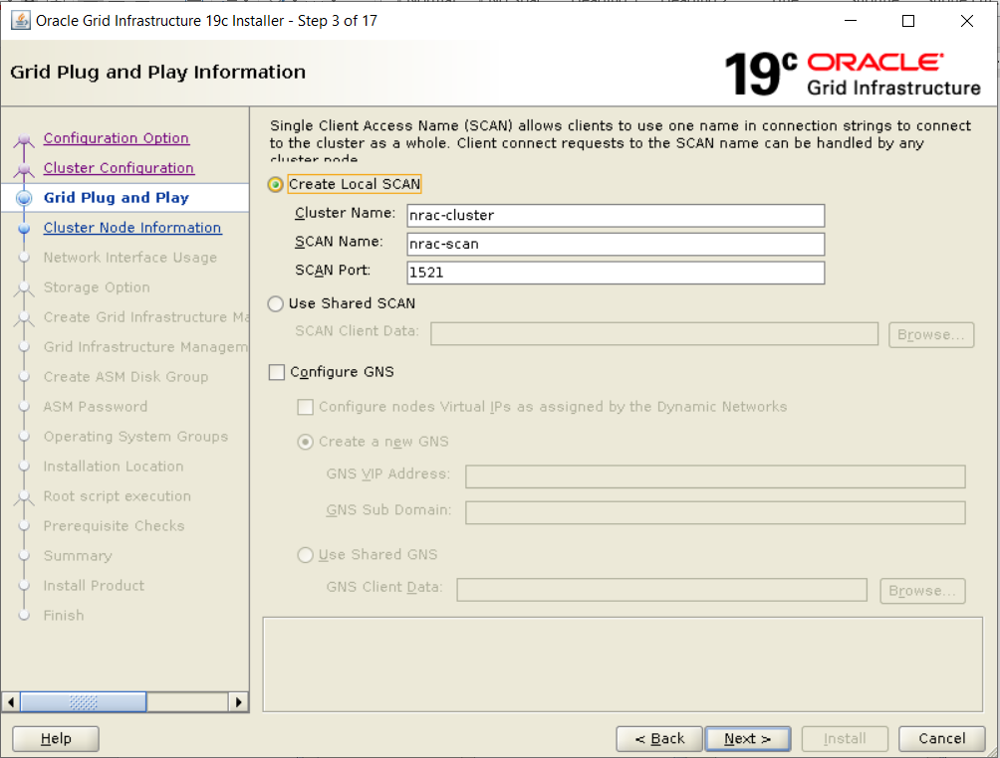 Oracle Grid Infrastructure 19c Installer - Step 3 of 17
Grid Plug and Play Information
19c ORACLE
Grid Infrastructure
Configuration Option
Cluster Configuration
Grid Plug and Play
Cluster Node Information
Network Interface Usage
Storage Option
Create Grid Infrastructure Ma
Grid Infrastructure Managem
Create ASM Disk Group
ASM Password
Operating System Groups
Installation Location
Root script execution
Prerequisite Checks
Summary
Install Product
Finish
Single Client Access Name (SCAN) allows clients to use one name in connection strings to connect
to the cluster as a whole. Client connect requests to the SCAN name can be handled by any
cluster node.
Create Local SCAN
Cluster Name: nrac-cluster
SCAN Name: nrac-scan
SCAN Port: 1521
Use Shared SCAN
SCAN Client Data: Browse...
Configure GNS
Configure nodes Virtual IPs as assigned by the Dynamic Networks
Create a new GNS
GNS VIP Address:
GNS Sub Domain:
Use Shared GNS
GNS Client Data: Browse...
Help < Back Next > Install Cancel